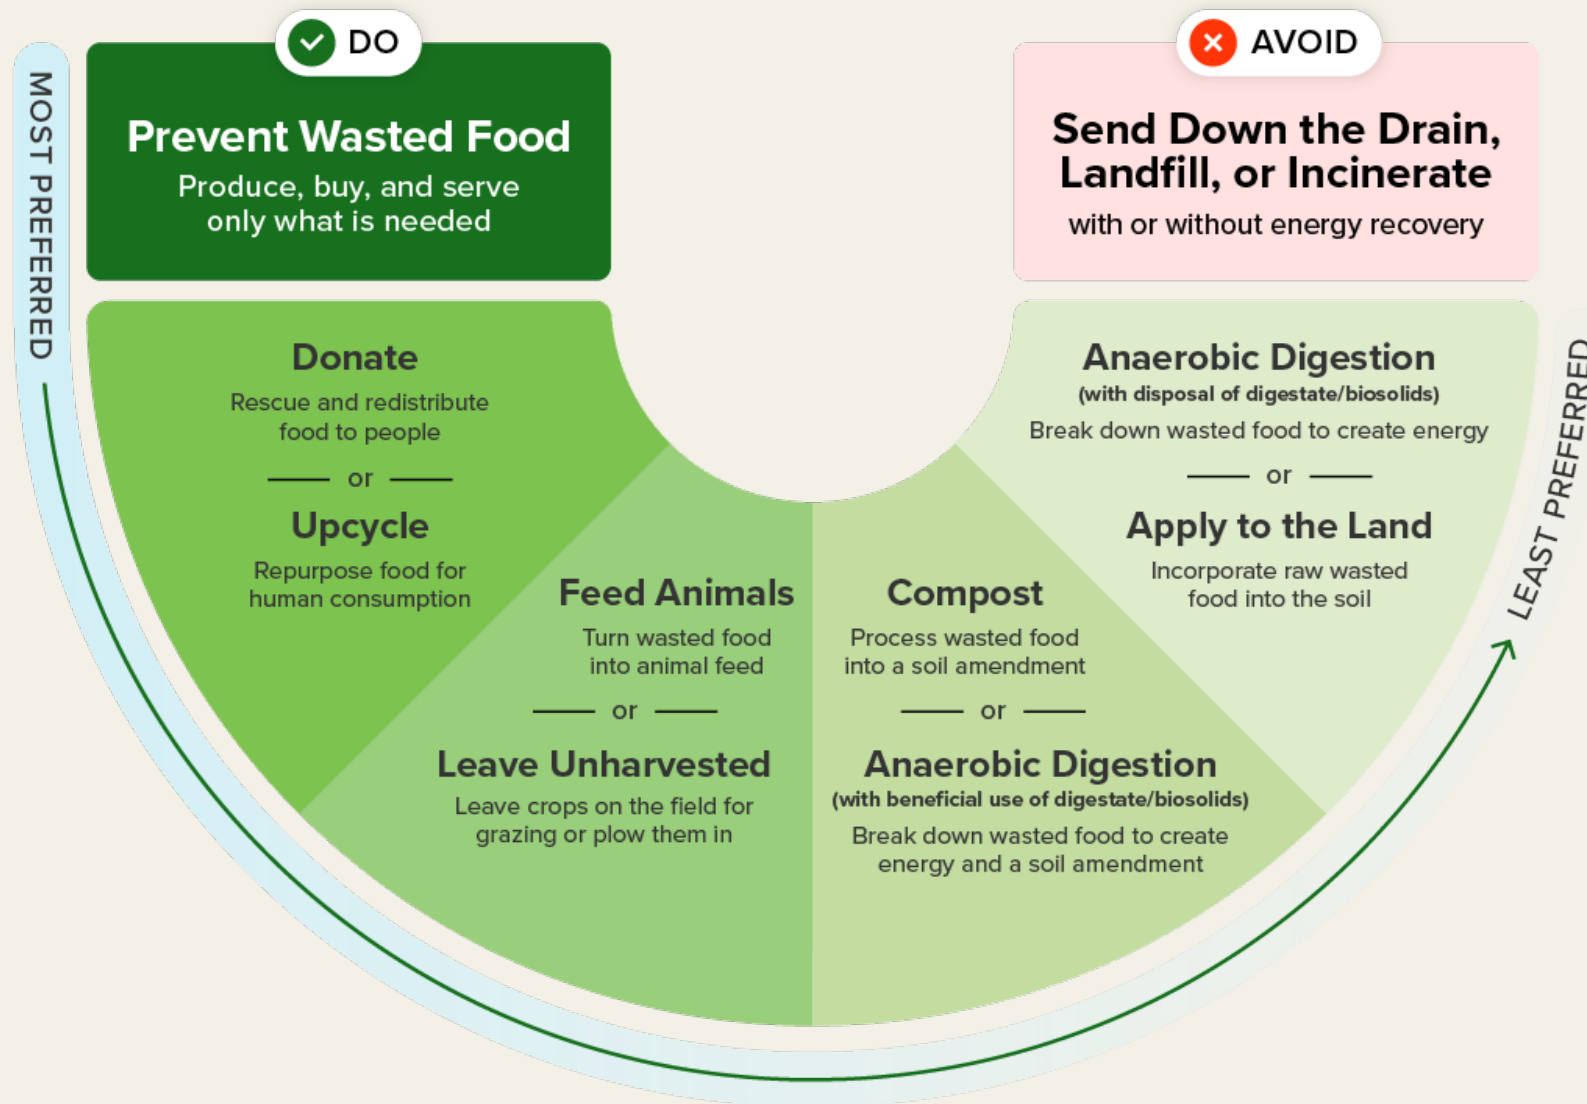 MOST PREFERRED
DO
Prevent Wasted Food
Produce, buy, and serve
only what is needed
Donate
Rescue and redistribute
food to people
or
Upcycle
Repurpose food for
human consumption
Feed Animals
Turn wasted food
into animal feed
or
Leave Unharvested
Leave crops on the field for
grazing or plow them in
Compost
Process wasted food
into a soil amendment
or
Anaerobic Digestion
(with beneficial use of digestate/biosolids)
Break down wasted food to create
energy and a soil amendment
Anaerobic Digestion
(with disposal of digestate/biosolids)
Break down wasted food to create energy
or
Apply to the Land
Incorporate raw wasted
food into the soil
AVOID
Send Down the Drain,
Landfill, or Incinerate
with or without energy recovery
LEAST PREFERRED